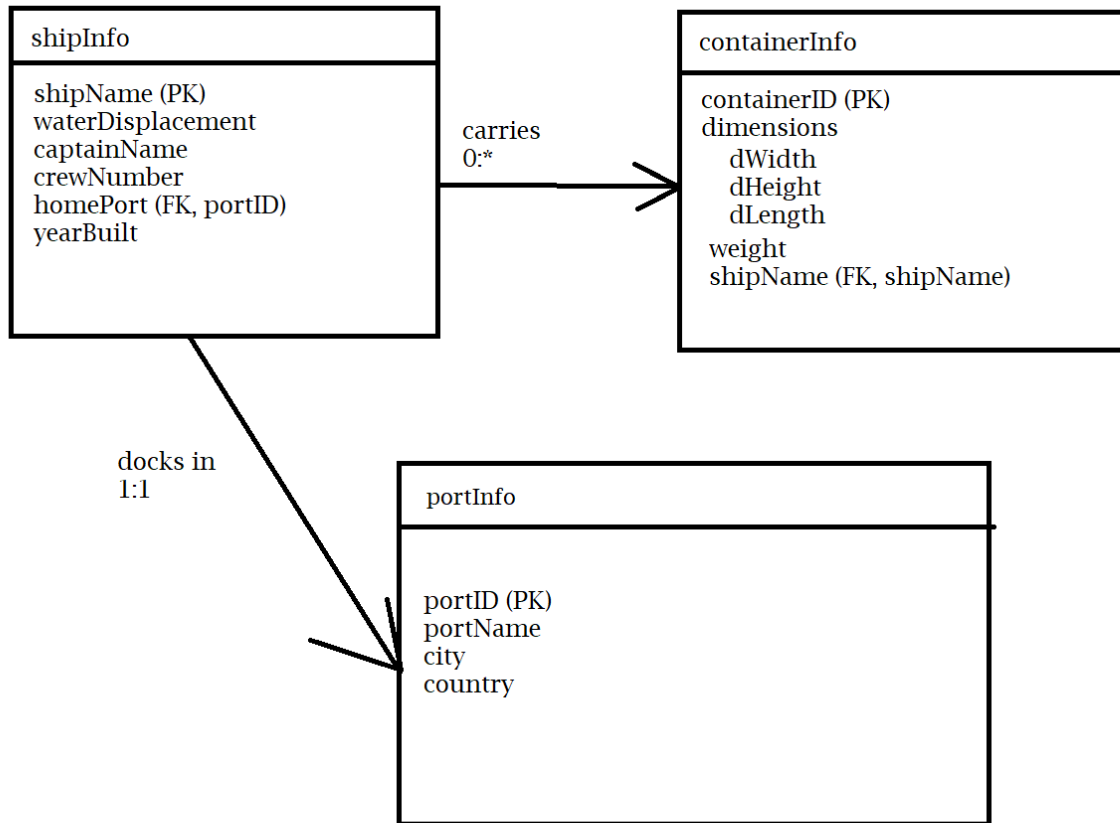 shipInfo
shipName (PK)
waterDisplacement
captainName
crewNumber
homePort (FK, portID)
yearBuilt
carries
0:*
containerInfo
containerID (PK)
dimensions
dWidth
dHeight
dLength
weight
shipName (FK, shipName)
docks in
1:1
portInfo
portID (PK)
portName
city
country